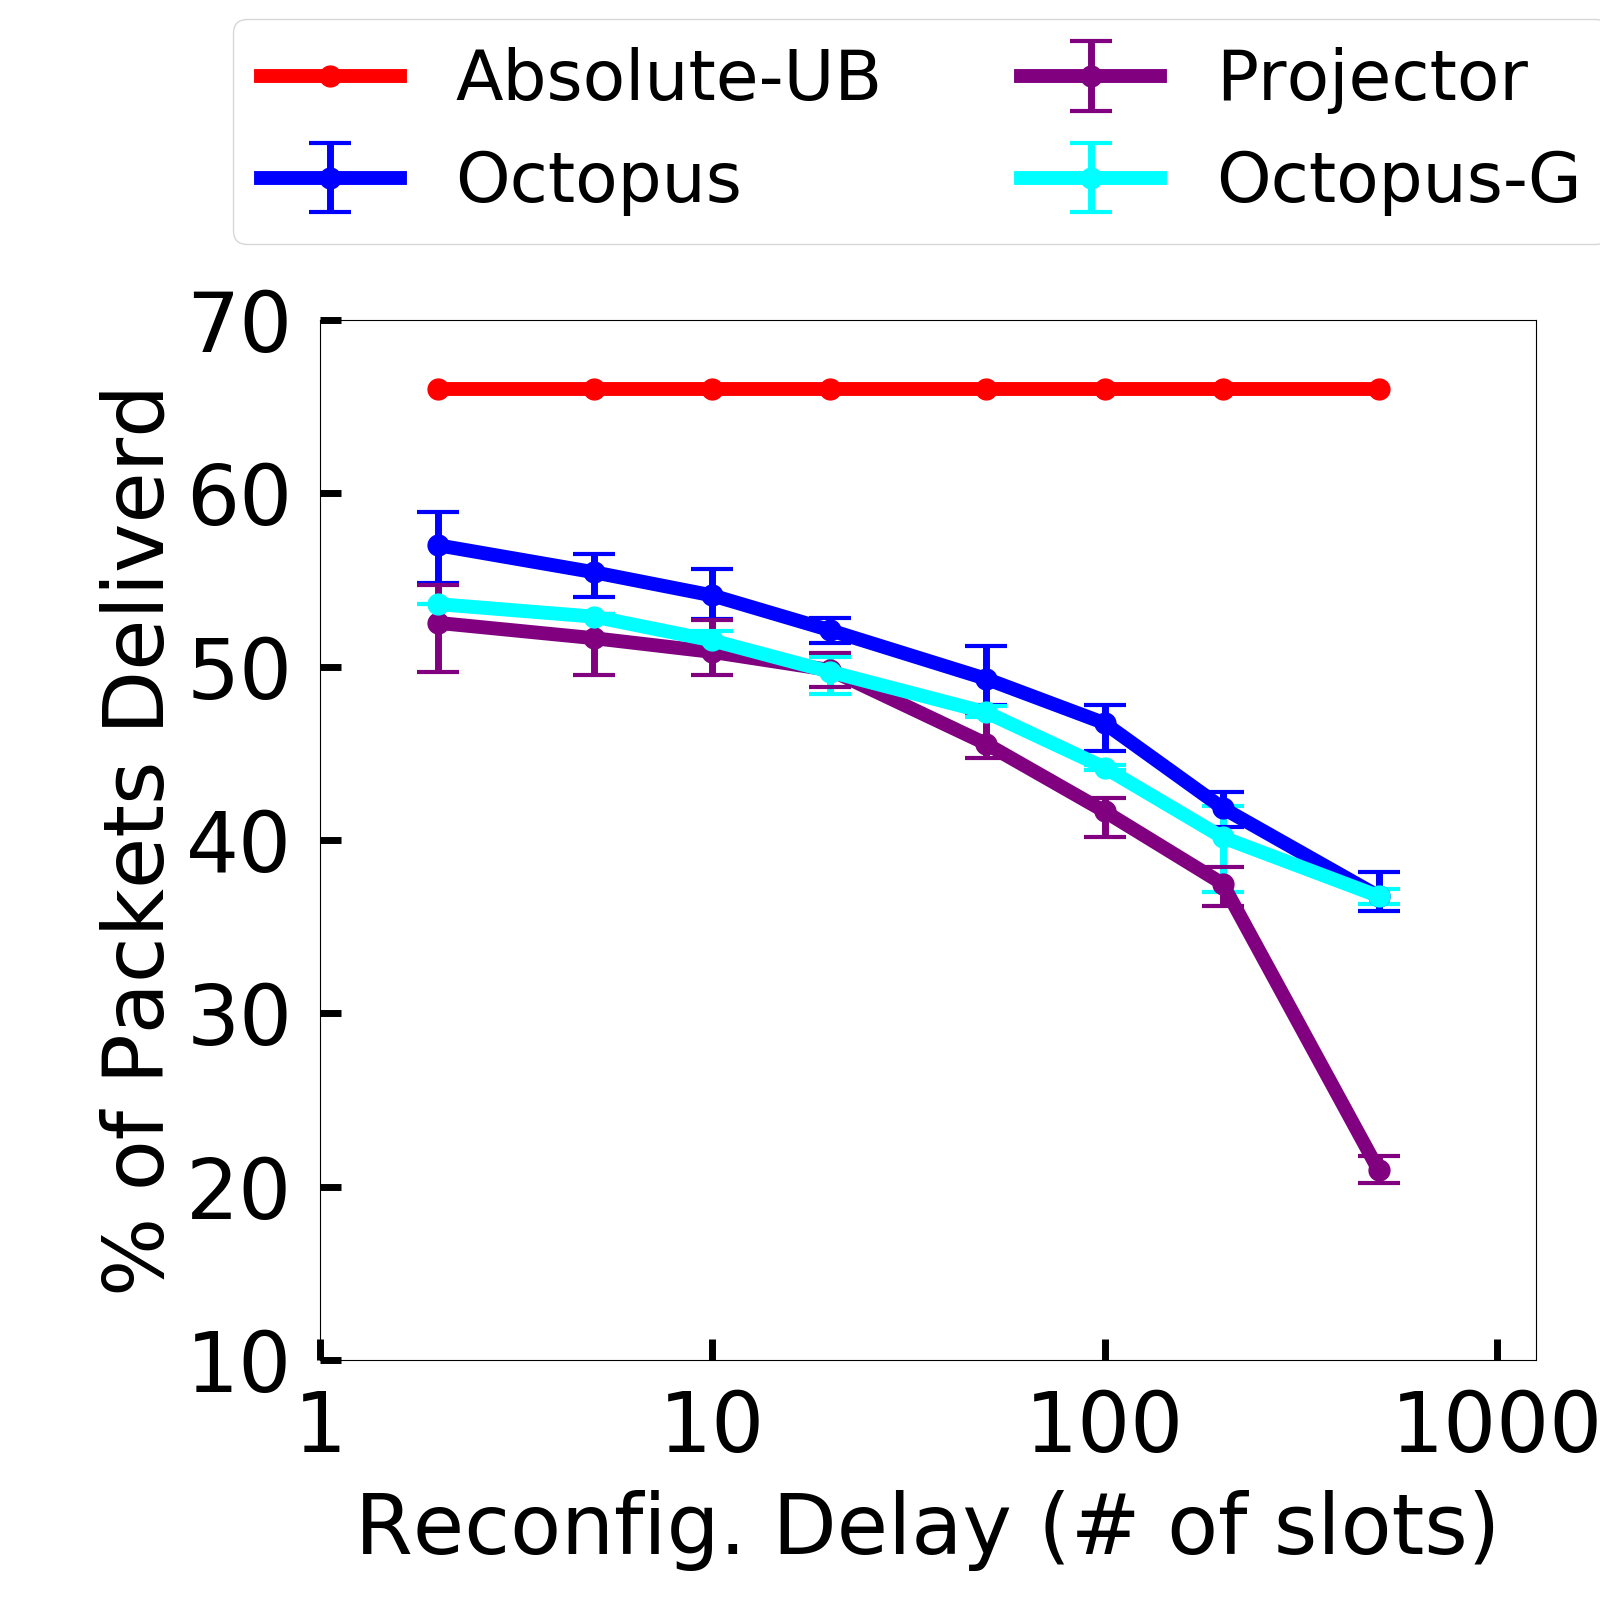 Absolute-UB
Projector
Octopus
Octopus-G
70
60
50
40
30
20
10
% of Packets Deliverd
1
10
100
1000
Reconfig. Delay (# of slots)